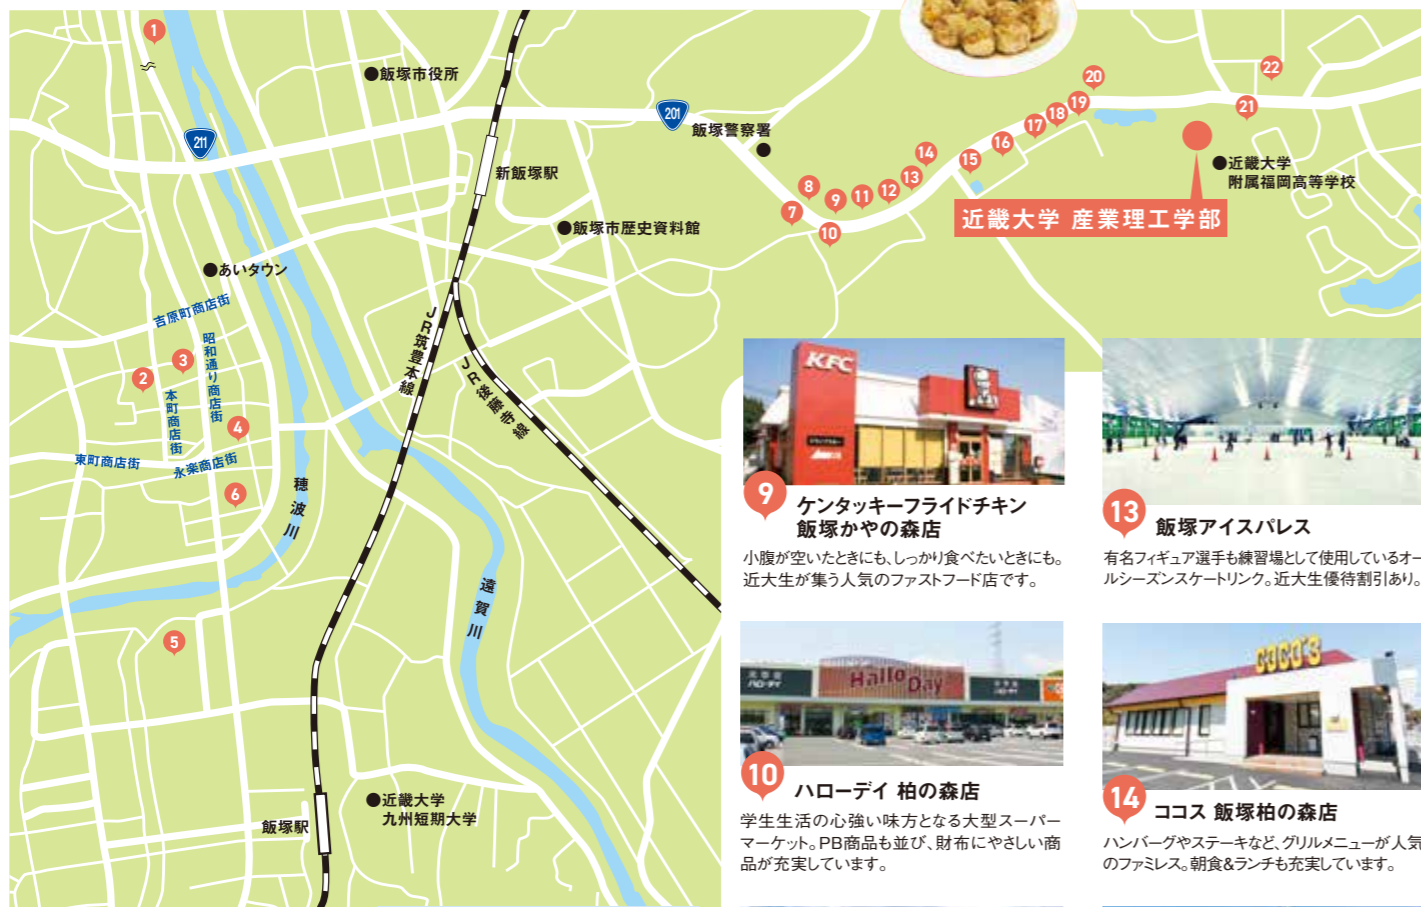 1
飯塚市役所
211
201
飯塚警察署
新飯塚駅
飯塚市歴史資料館
あいタウン
吉原町商店街
昭和通り商店街
本町商店街
東町商店街
永楽商店街
2
3
4
6
5
穂波川
遠賀川
JR筑豊本線
JR後藤寺線
飯塚駅
近畿大学
九州短期大学
7
8
9
10
11
12
13
14
15
16
17
18
19
20
21
22
近畿大学
附属福岡高等学校
近畿大学 産業理工学部
KFC
9
ケンタッキーフライドチキン
飯塚かやの森店
小腹が空いたときにも、しっかり食べたいときにも。
近大生が集う人気のファストフード店です。
13
飯塚アイスパレス
有名フィギュア選手も練習場として使用しているオー
ルシーズンスケートリンク。近大生優待割引あり。
Hallo Day
ハローデイ
10
ハローデイ 柏の森店
学生生活の心強い味方となる大型スーパー
マーケット。PB商品も並び、財布にやさしい商
品が充実しています。
COCO'S
14
ココス 飯塚柏の森店
ハンバーグやステーキなど、グリルメニューが人気
のファミレス。朝食&ランチも充実しています。